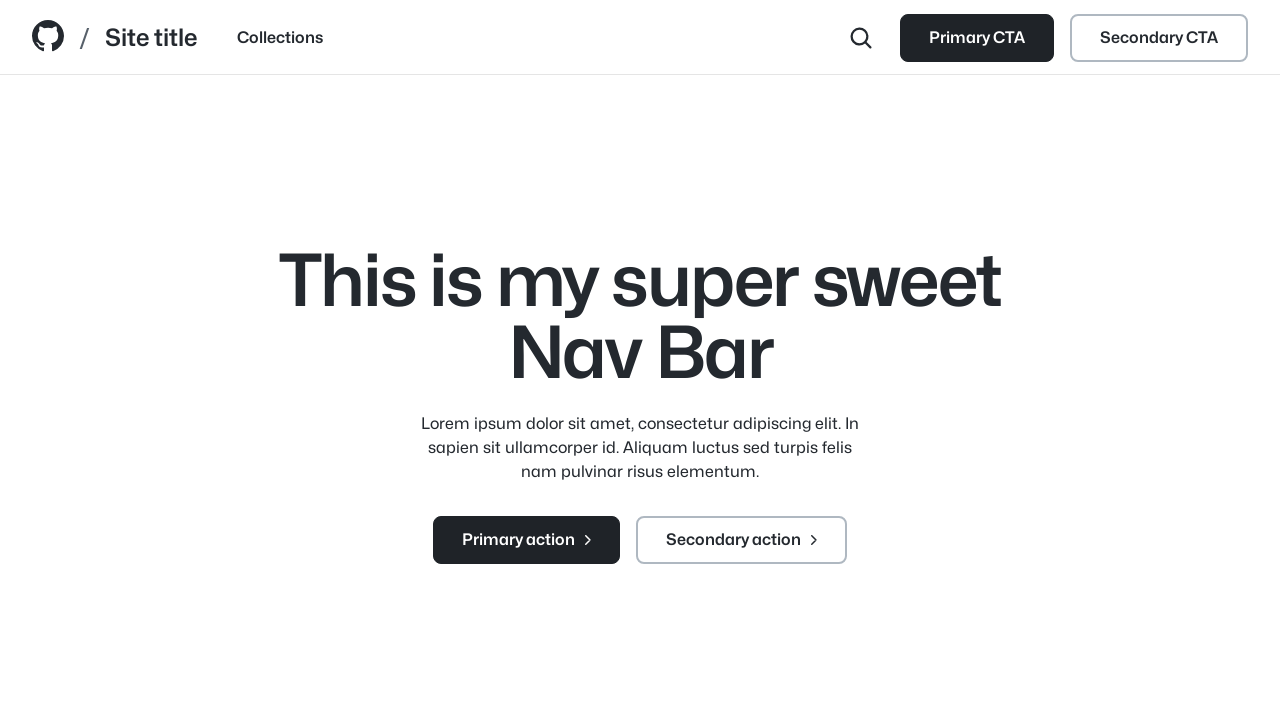 / Site title Collections Primary CTA Secondary CTA
This is my super sweet
Nav Bar
Lorem ipsum dolor sit amet, consectetur adipiscing elit. In
sapien sit ullamcorper id. Aliquam luctus sed turpis felis
nam pulvinar risus elementum.
Primary action Secondary action